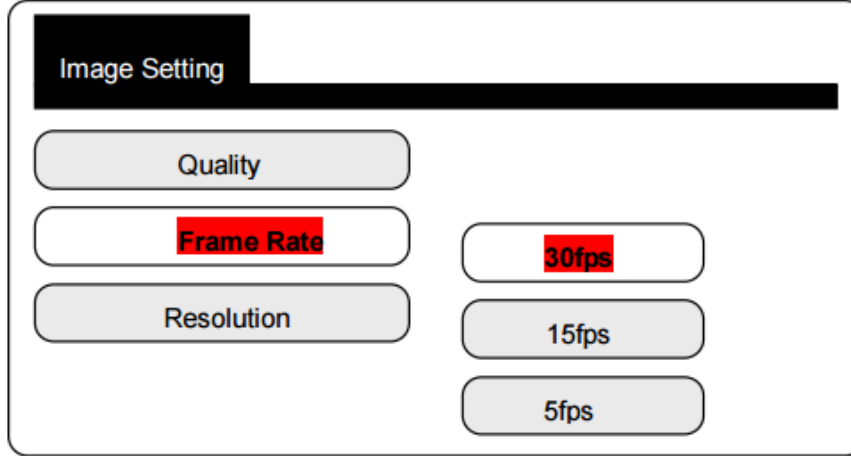 Image Setting
Quality
Frame Rate
Resolution
30fps
15fps
5fps